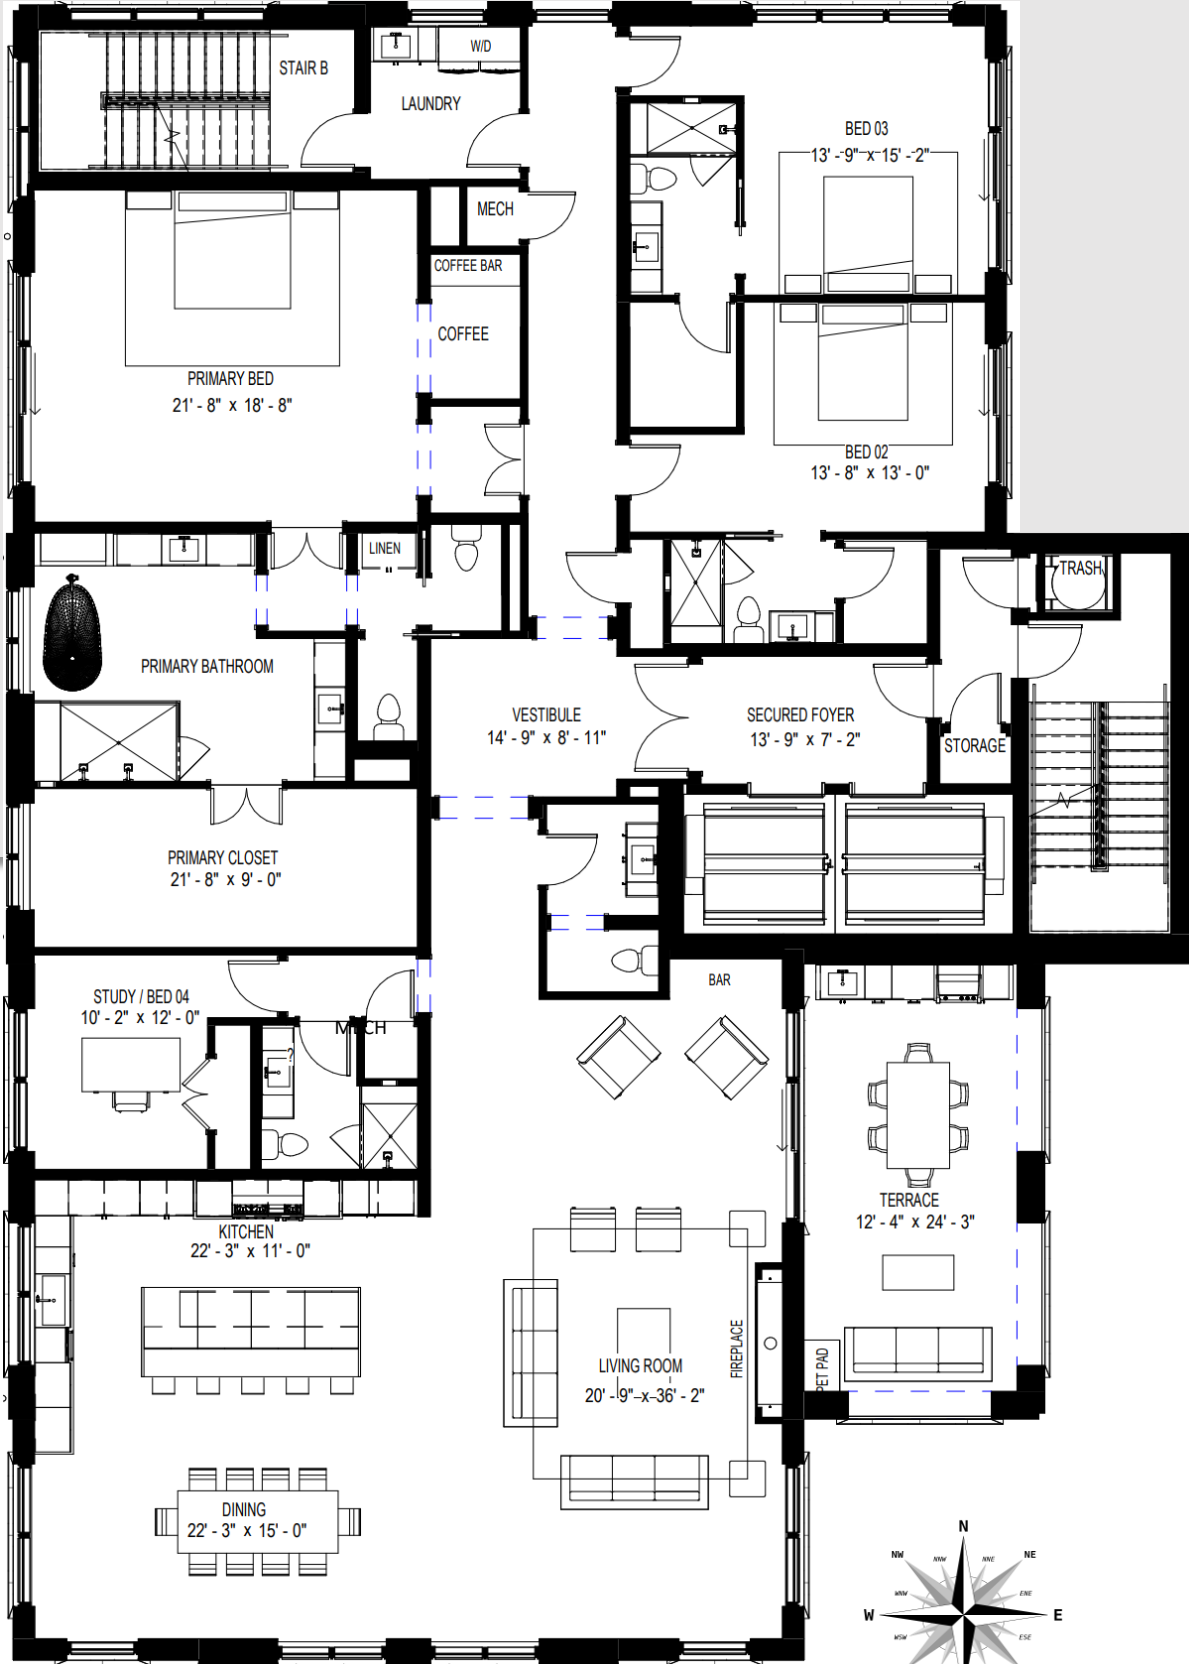 W/D
STAIR B
LAUNDRY
BED 03
13' - 9" x 15' - 2"
MECH
COFFEE BAR
COFFEE
PRIMARY BED
21' - 8" x 18' - 8"
BED 02
13' - 8" x 13' - 0"
LINEN
TRASH
PRIMARY BATHROOM
VESTIBULE
14' - 9" x 8' - 11"
SECURED FOYER
13' - 9" x 7' - 2"
STORAGE
PRIMARY CLOSET
21' - 8" x 9' - 0"
BAR
STUDY / BED 04
10' - 2" x 12' - 0"
MECH
?
TERRACE
12' - 4" x 24' - 3"
KITCHEN
22' - 3" x 11' - 0"
FIREPLACE
LIVING ROOM
20' - 9" x 36' - 2"
PET PAD
DINING
22' - 3" x 15' - 0"
N
NW
NNW
NNE
NE
WNW
ENE
W
E
WSW
ESE